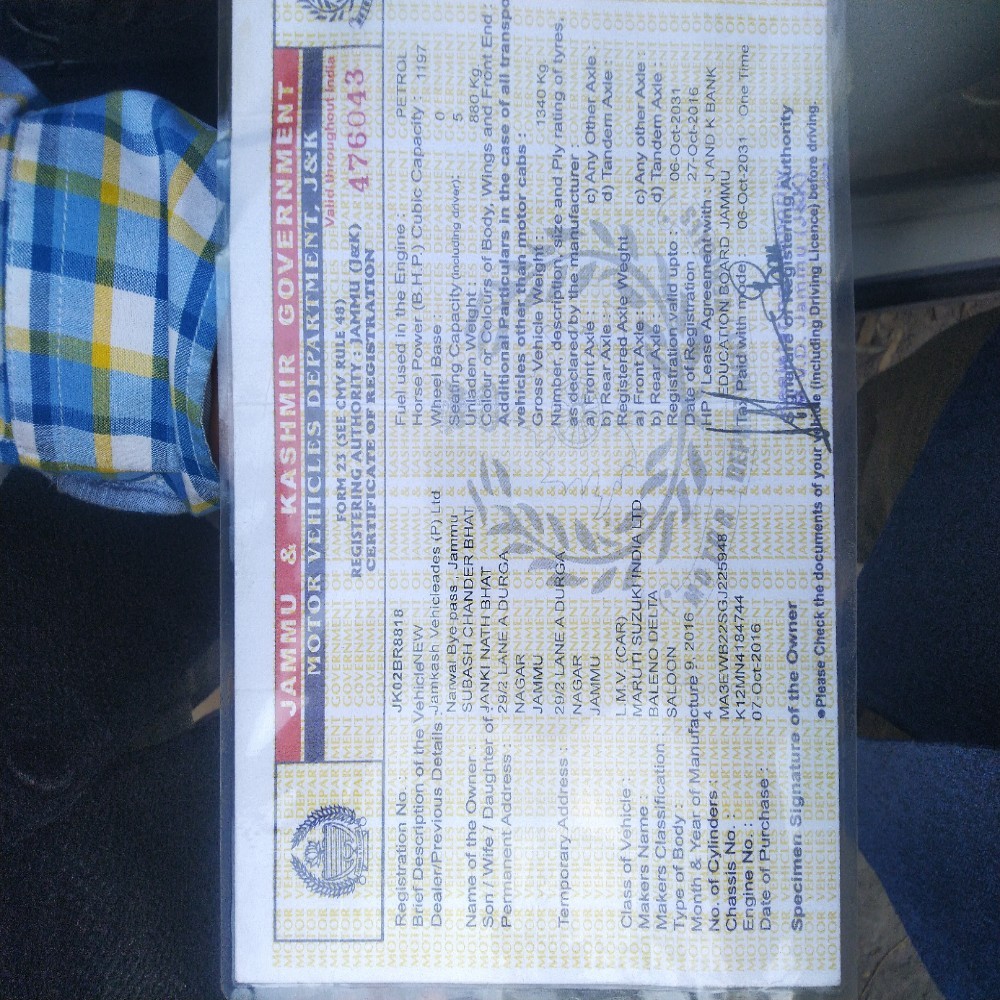 JAMMU & KASHMIR GOVERNMENT
MOTOR VEHICLES DEPARTMENT, J&K
Valid throughout India
FORM 23 (SEE CMV RULE 48)
REGISTERING AUTHORITY : JAMMU (J&K)
476043
CERTIFICATE OF REGISTRATION
Registration No. : JK02BR8818
Brief Description of the Vehicle NEW
Dealer/Previous Details Jamkash Vehicleades (P) Ltd
Narwal Bye pass , Jammu
Name of the Owner : SUBASH CHANDER BHAT
Son / Wife / Daughter of JANKI NATH BHAT
Permanent Address : 29/2 LANE A DURGA
NAGAR
JAMMU
Temporary Address : 29/2 LANE A DURGA
NAGAR
JAMMU
Class of Vehicle : L.M.V. (CAR)
Makers Name : MARUTI SUZUKI INDIA LTD
Makers Classification : BALENO DELTA
Type of Body : SALOON
Month & Year of Manufacture 9, 2016
No. of Cylinders : 4
Chassis No. : MA3EWB22SGJ225948
Engine No. : K12MN4184744
Date of Purchase : 07-Oct-2016
Specimen Signature of the Owner
Fuel used in the Engine : PETROL
Horse Power (B.H.P.) Cubic Capacity : 1197
Wheel Base : 0
Seating Capacity (including driver): 5
Unladen Weight : 880 Kg
Colour or Colours of Body, Wings and Front End :
Additional Particulars in the case of all transpo
vehicles other than motor cabs :
Gross Vehicle Weight : 1340 Kg
Number, description, size and Ply rating of tyres,
as declared by the manufacturer :
a) Front Axle : c) Any Other Axle :
b) Rear Axle : d) Tandem Axle :
Registered Axle Weght
a) Front Axle : c) Any other Axle :
b) Rear Axle : d) Tandem Axle :
Registration valid upto : 06-Oct-2031
Date of Registration : 27-Oct-2016
HP / Lease Agreement with : J AND K BANK
EDUCATION BOARD JAMMU
Tax Paid with mode 06-Oct-2031 One Time
Signature of Registering Authority
●Please Check the documents of your vehicle (including Driving Licence) before driving.